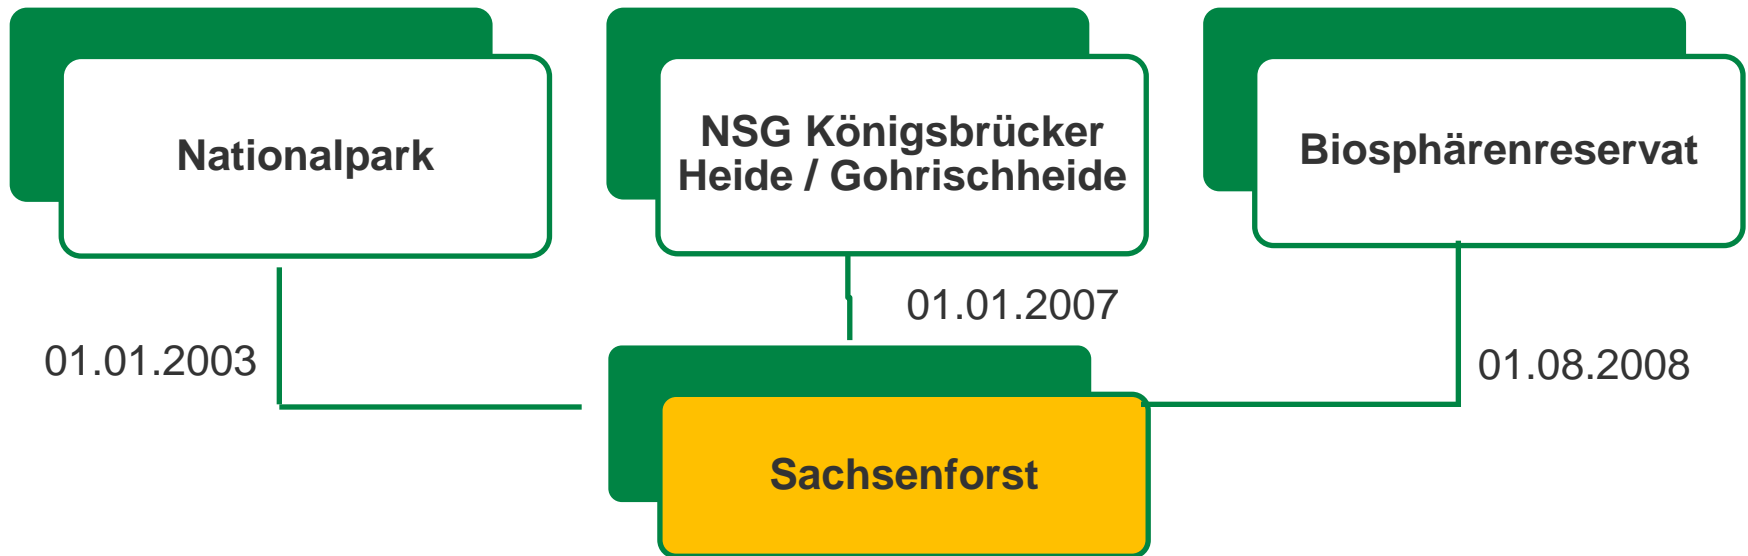 Nationalpark
NSG Königsbrücker
Heide / Gohrischheide
Biosphärenreservat
01.01.2003
01.01.2007
01.08.2008
Sachsenforst